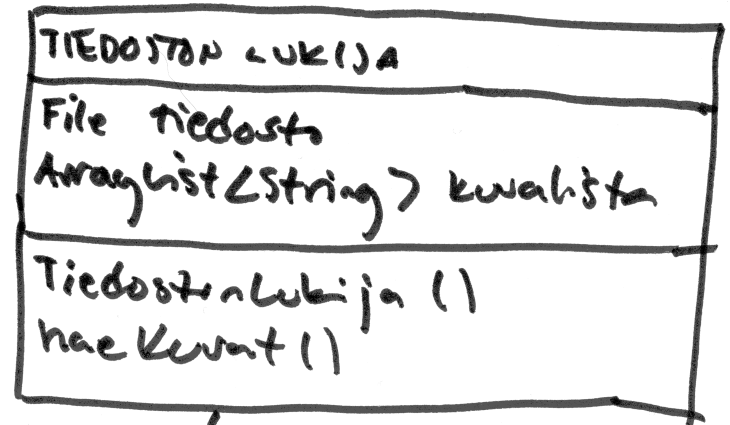 TIEDOSTON LUKIJA
File tiedosto
ArrayList<String> kuvalista
TiedostonLukija ()
haeKuvat()